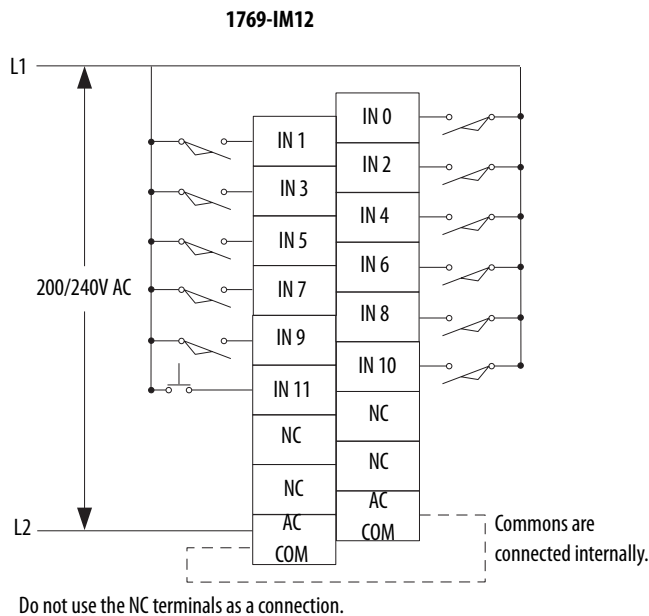 1769-IM12
L1
IN 0
IN 1
IN 2
IN 3
IN 4
IN 5
IN 6
200/240V AC
IN 7
IN 8
IN 9
IN 10
IN 11
NC
NC
NC
NC
AC
COM
L2
AC
COM
Commons are
connected internally.
Do not use the NC terminals as a connection.